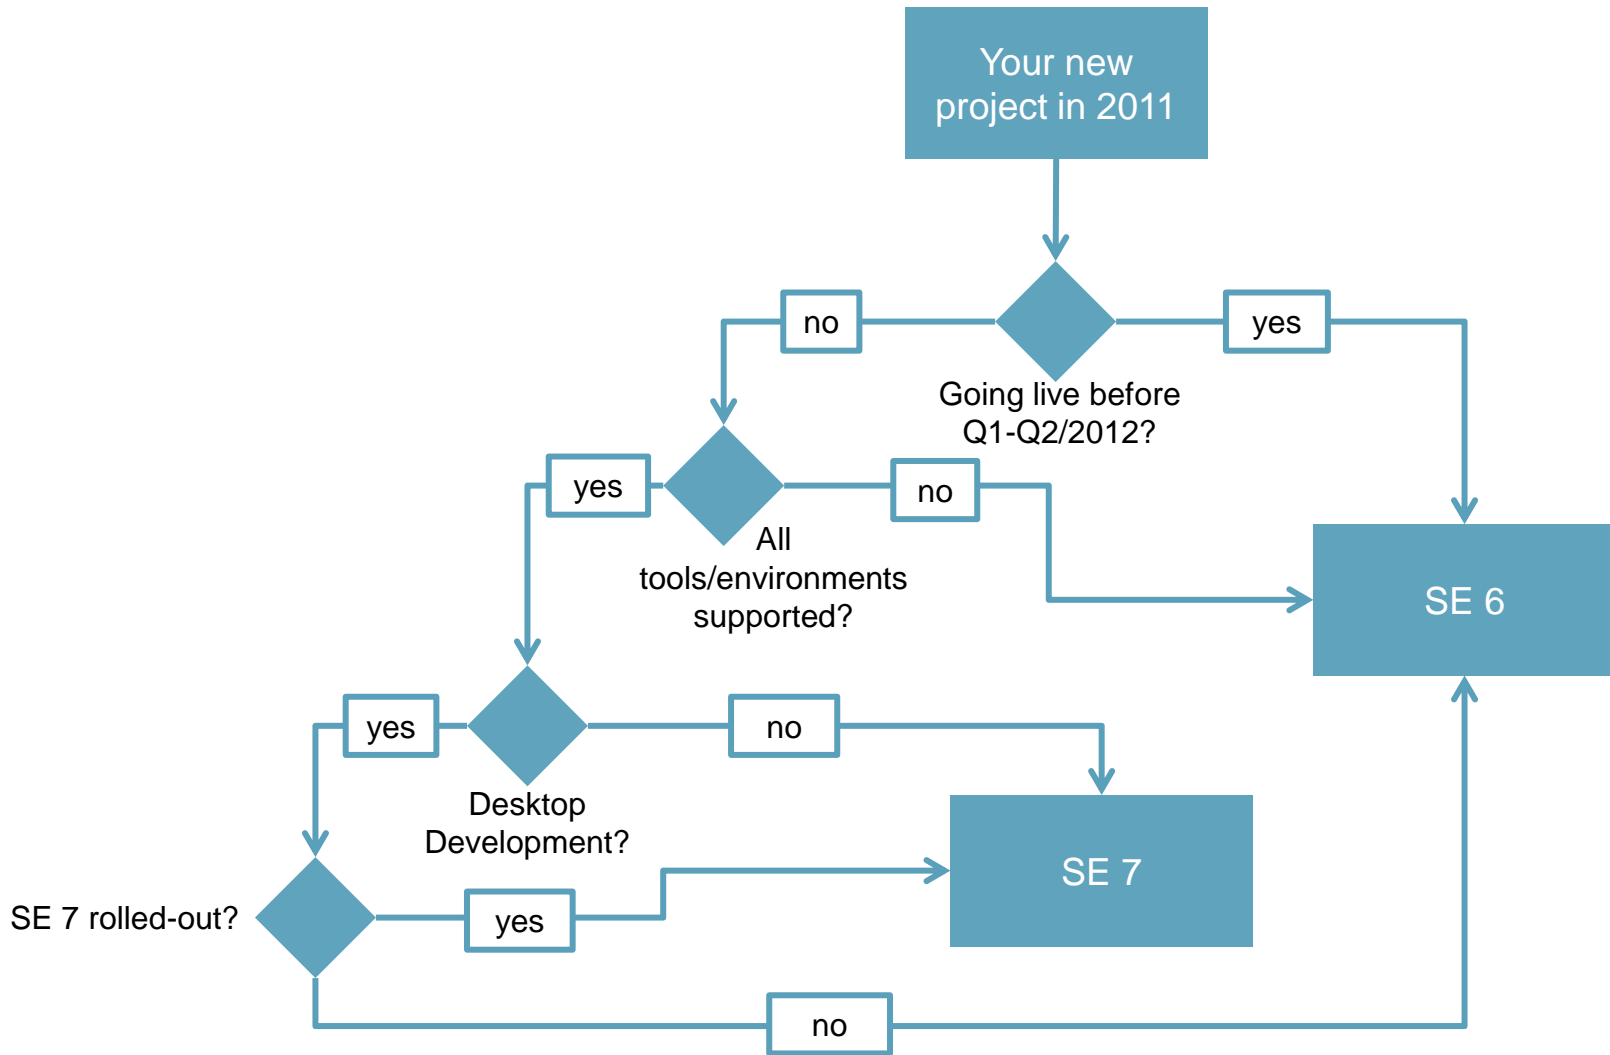 Your new
project in 2011
no
yes
Going live before
Q1-Q2/2012?
yes
no
All
tools/environments
supported?
SE 6
yes
no
Desktop
Development?
SE 7
SE 7 rolled-out?
yes
no